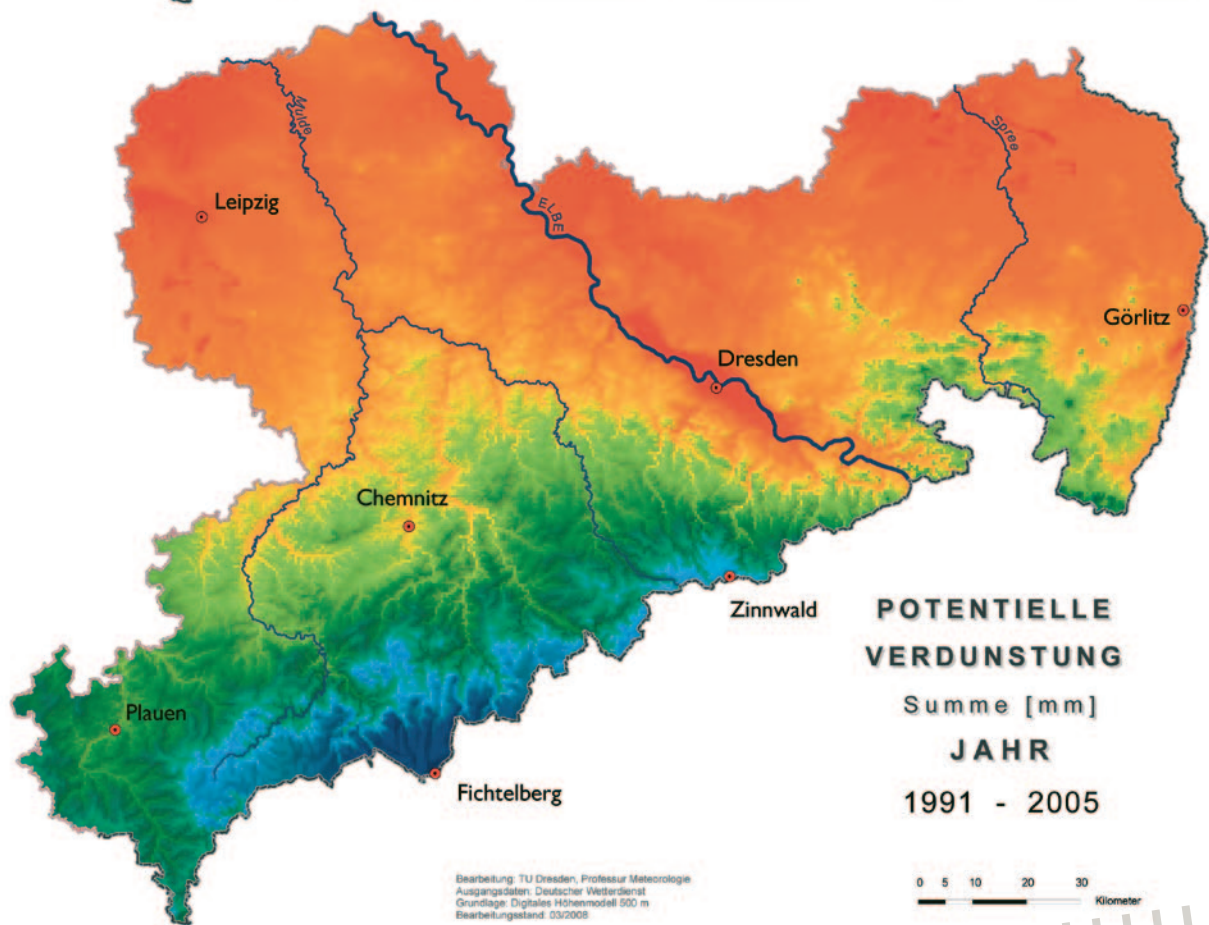 Mulde
Spree
Leipzig
ELBE
Görlitz
Dresden
Chemnitz
Zinnwald
Plauen
Fichtelberg
POTENTIELLE
VERDUNSTUNG
Summe [mm]
JAHR
1991 - 2005
Bearbeitung: TU Dresden, Professur Meteorologie
Ausgangsdaten: Deutscher Wetterdienst
Grundlage: Digitales Höhenmodell 500 m
Bearbeitungsstand: 03/2008
0 5 10 20 30
Kilometer